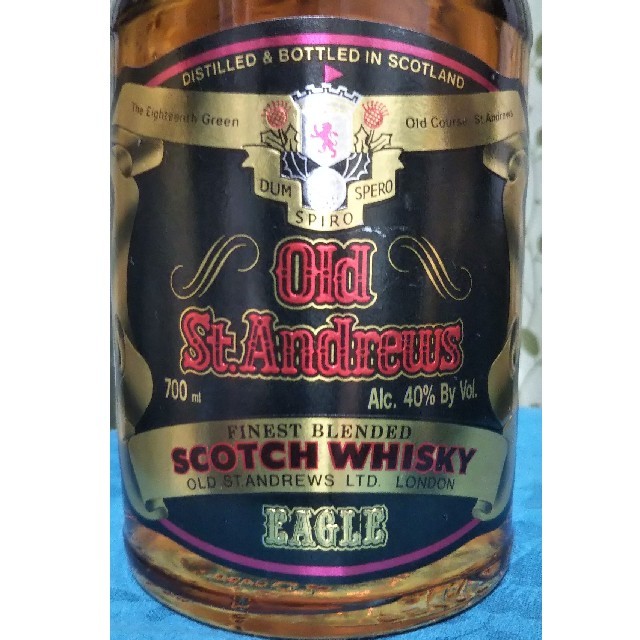 DISTILLED & BOTTLED IN SCOTLAND
The Eighteenth Green
Old Course St. Andrews
DUM SPIRO SPERO
Old
St. Andrews
700 ml
Alc. 40% By Vol.
FINEST BLENDED
SCOTCH WHISKY
OLD ST. ANDREWS LTD. LONDON
EAGLE